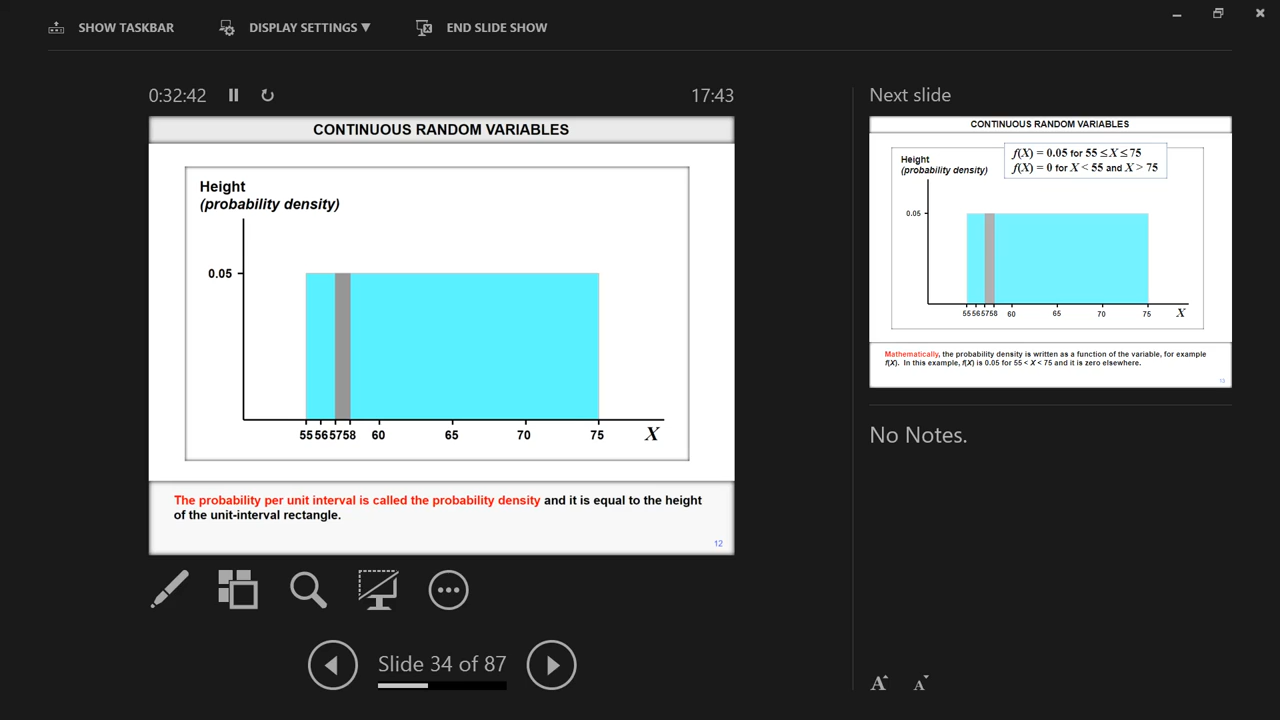 SHOW TASKBAR
DISPLAY SETTINGS ▼
END SLIDE SHOW
0:32:42
17:43
CONTINUOUS RANDOM VARIABLES
Height
(probability density)
0.05
55 56 57 58 60 65 70 75 X
The probability per unit interval is called the probability density and it is equal to the height
of the unit-interval rectangle.
12
Slide 34 of 87
Next slide
CONTINUOUS RANDOM VARIABLES
f(X) = 0.05 for 55 ≤ X ≤ 75
f(X) = 0 for X < 55 and X > 75
Height
(probability density)
0.05
55 56 57 58 60 65 70 75 X
Mathematically, the probability density is written as a function of the variable, for example
f(X). In this example, f(X) is 0.05 for 55 < X < 75 and it is zero elsewhere.
13
No Notes.
A A